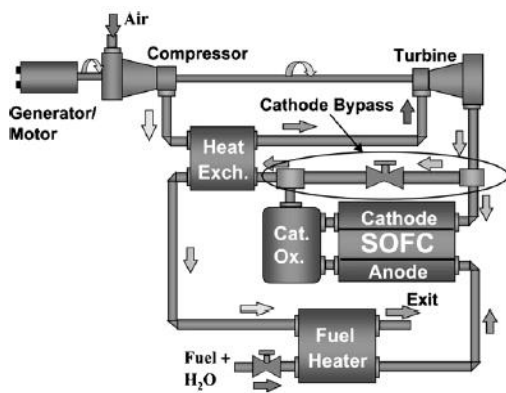 Air
Compressor
Turbine
Generator/
Motor
Cathode Bypass
Heat
Exch.
Cathode
SOFC
Anode
Cat.
Ox.
Exit
Fuel
Heater
Fuel +
H₂O